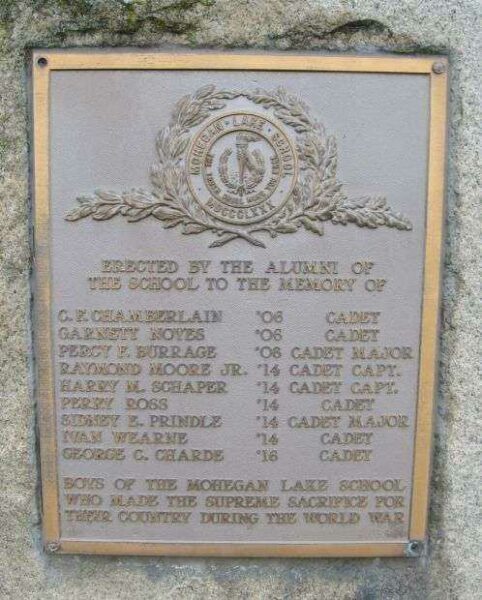 MOHEGAN · LAKE · SCHOOL
MDCCCLXXX
ERECTED BY THE ALUMNI OF
THE SCHOOL TO THE MEMORY OF
C. F. CHAMBERLAIN '06 CADET
GARNETT NOYES '06 CADET
PERCY F. BURRAGE '06 CADET MAJOR
RAYMOND MOORE JR. '14 CADET CAPT.
HARRY M. SCHAPER '14 CADET CAPT.
PERRY ROSS '14 CADET
SIDNEY E. PRINDLE '14 CADET MAJOR
IVAN WEARNE '14 CADET
GEORGE C. CHARDE '16 CADET
BOYS OF THE MOHEGAN LAKE SCHOOL
WHO MADE THE SUPREME SACRIFICE FOR
THEIR COUNTRY DURING THE WORLD WAR